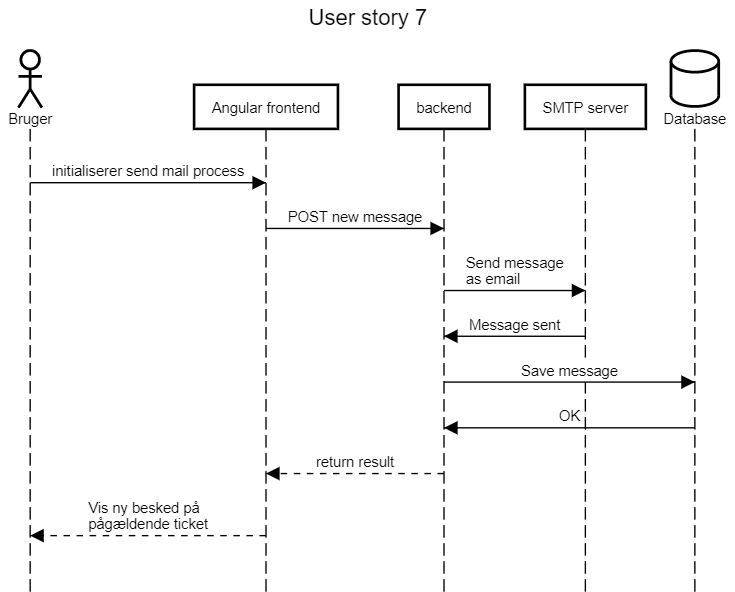 User story 7
Bruger
Angular frontend
backend
SMTP server
Database
initialiserer send mail process
POST new message
Send message
as email
Message sent
Save message
OK
return result
Vis ny besked på
pågældende ticket